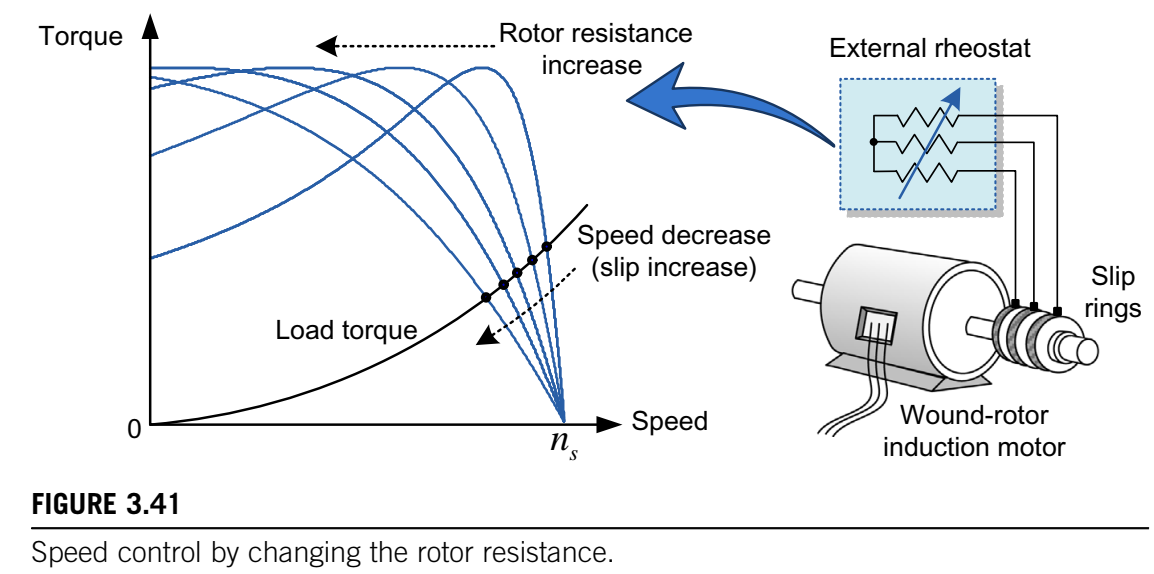 Torque
Rotor resistance
increase
External rheostat
Speed decrease
(slip increase)
Load torque
Slip
rings
0
Speed
n_s
Wound-rotor
induction motor
FIGURE 3.41
Speed control by changing the rotor resistance.